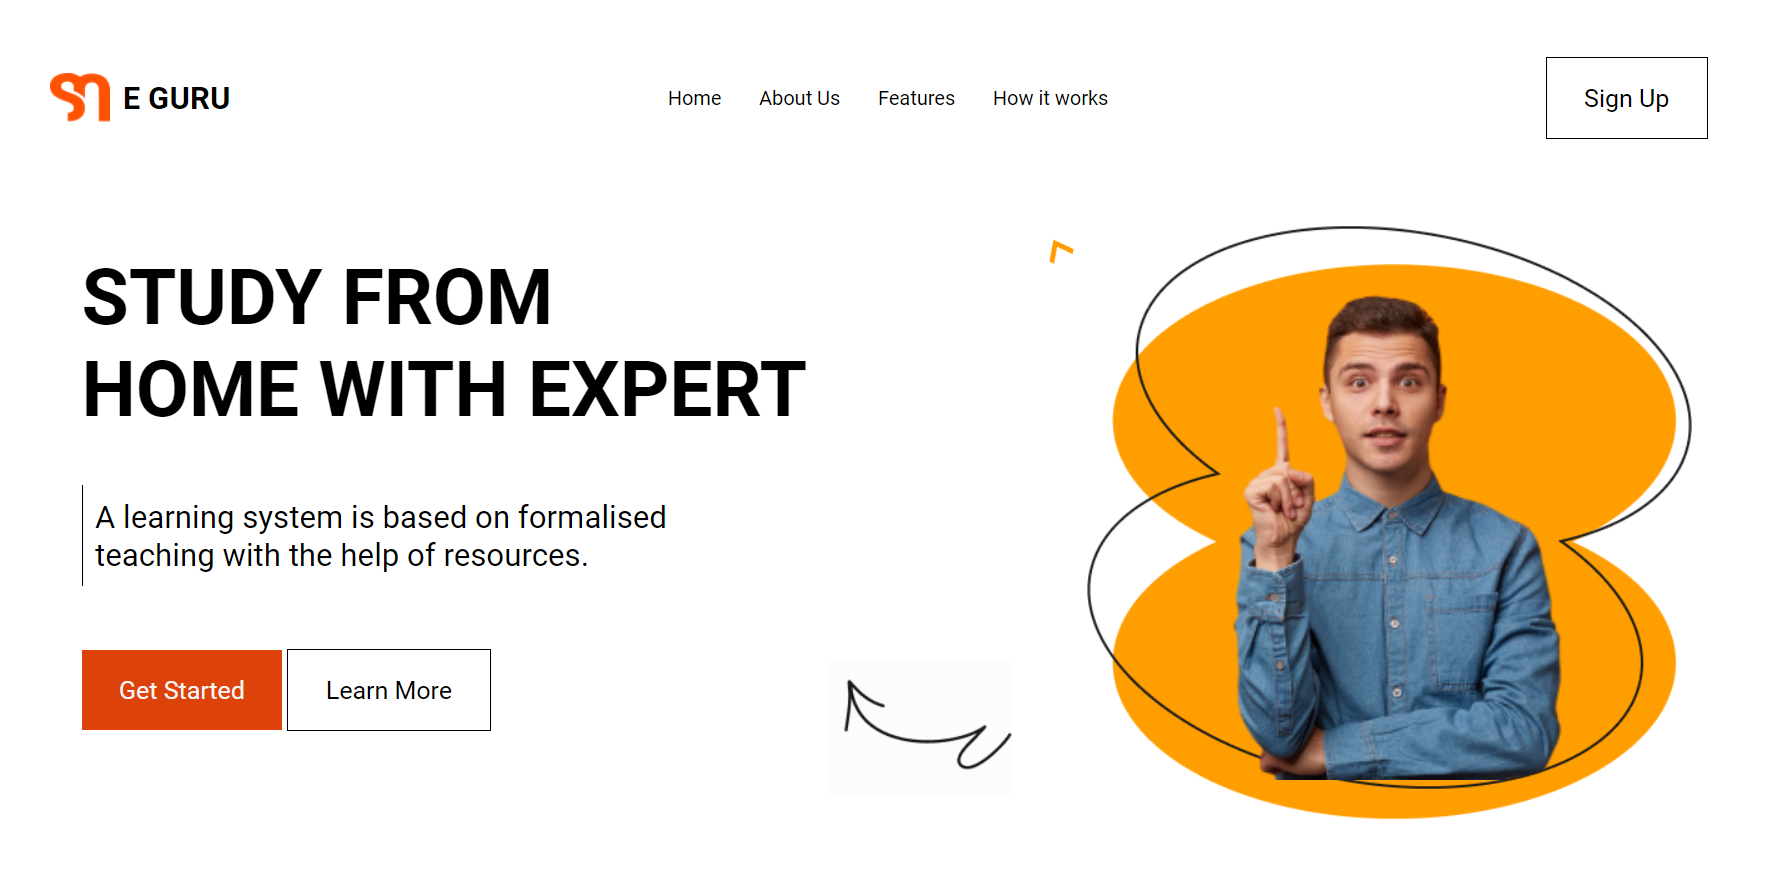 E GURU
Home About Us Features How it works
Sign Up
STUDY FROM
HOME WITH EXPERT
A learning system is based on formalised
teaching with the help of resources.
Get Started Learn More